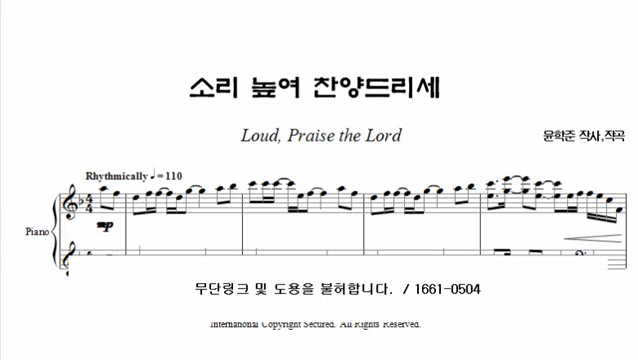 소리 높여 찬양드리세
Loud, Praise the Lord
윤학준 작사,작곡
Rhythmically ♩= 110
4
4
mp
Piano
무단링크 및 도용을 불허합니다. / 1661-0504
International Copyright Secured. All Rights Reserved.